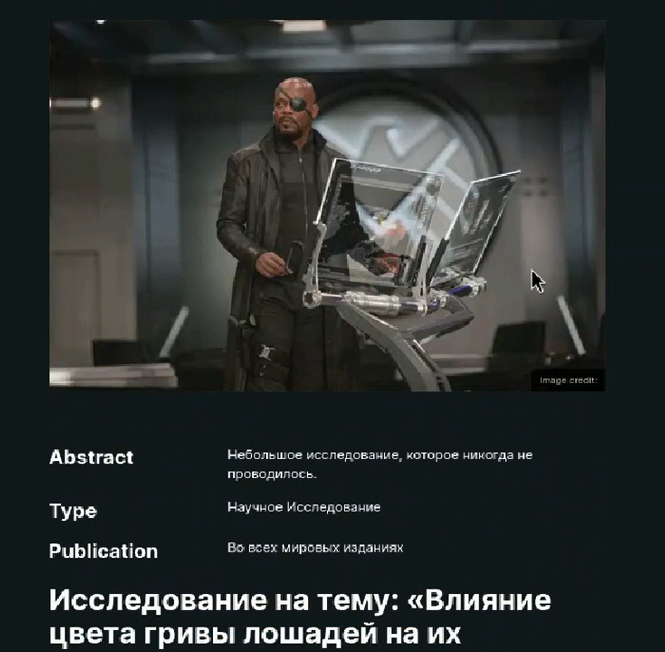 Image credit:
Abstract
Небольшое исследование, которое никогда не
проводилось.
Type
Научное Исследование
Publication
Во всех мировых изданиях
Исследование на тему: «Влияние
цвета гривы лошадей на их